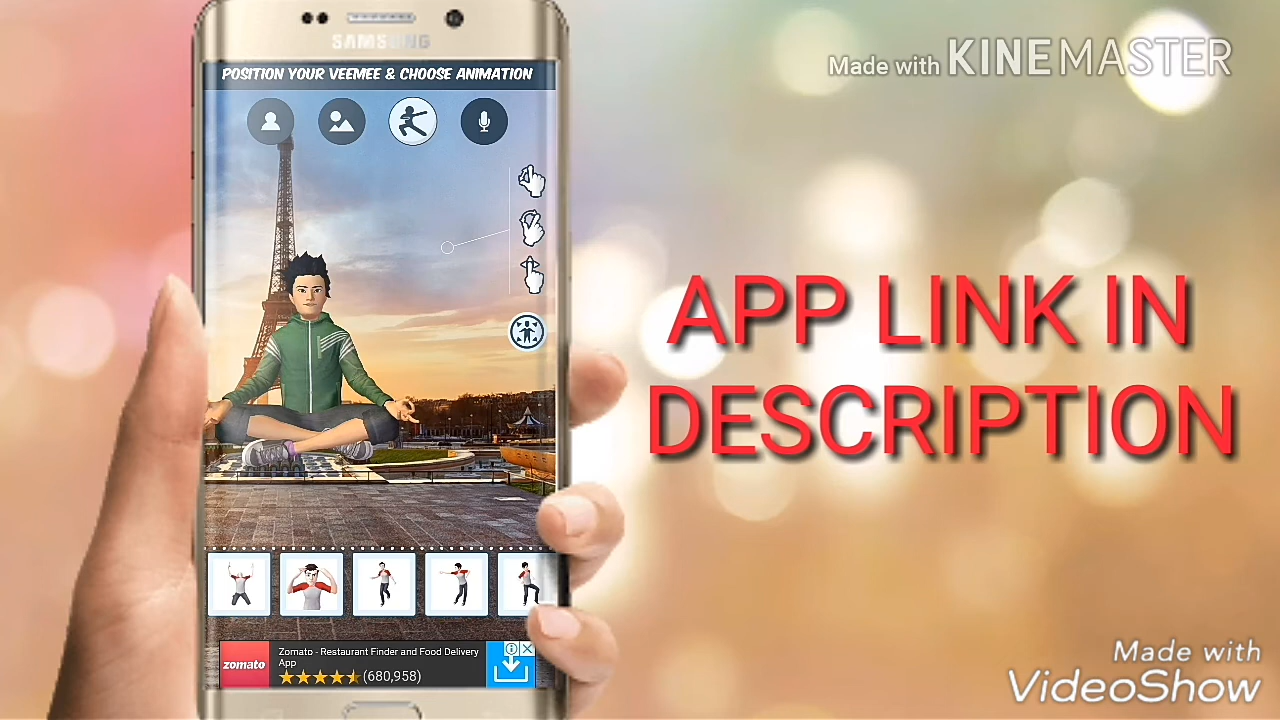 SAMSUNG
POSITION YOUR VEEMEE & CHOOSE ANIMATION
Made with KINEMASTER
APP LINK IN
DESCRIPTION
zomato
Zomato - Restaurant Finder and Food Delivery
App
(680,958)
Made with
VideoShow